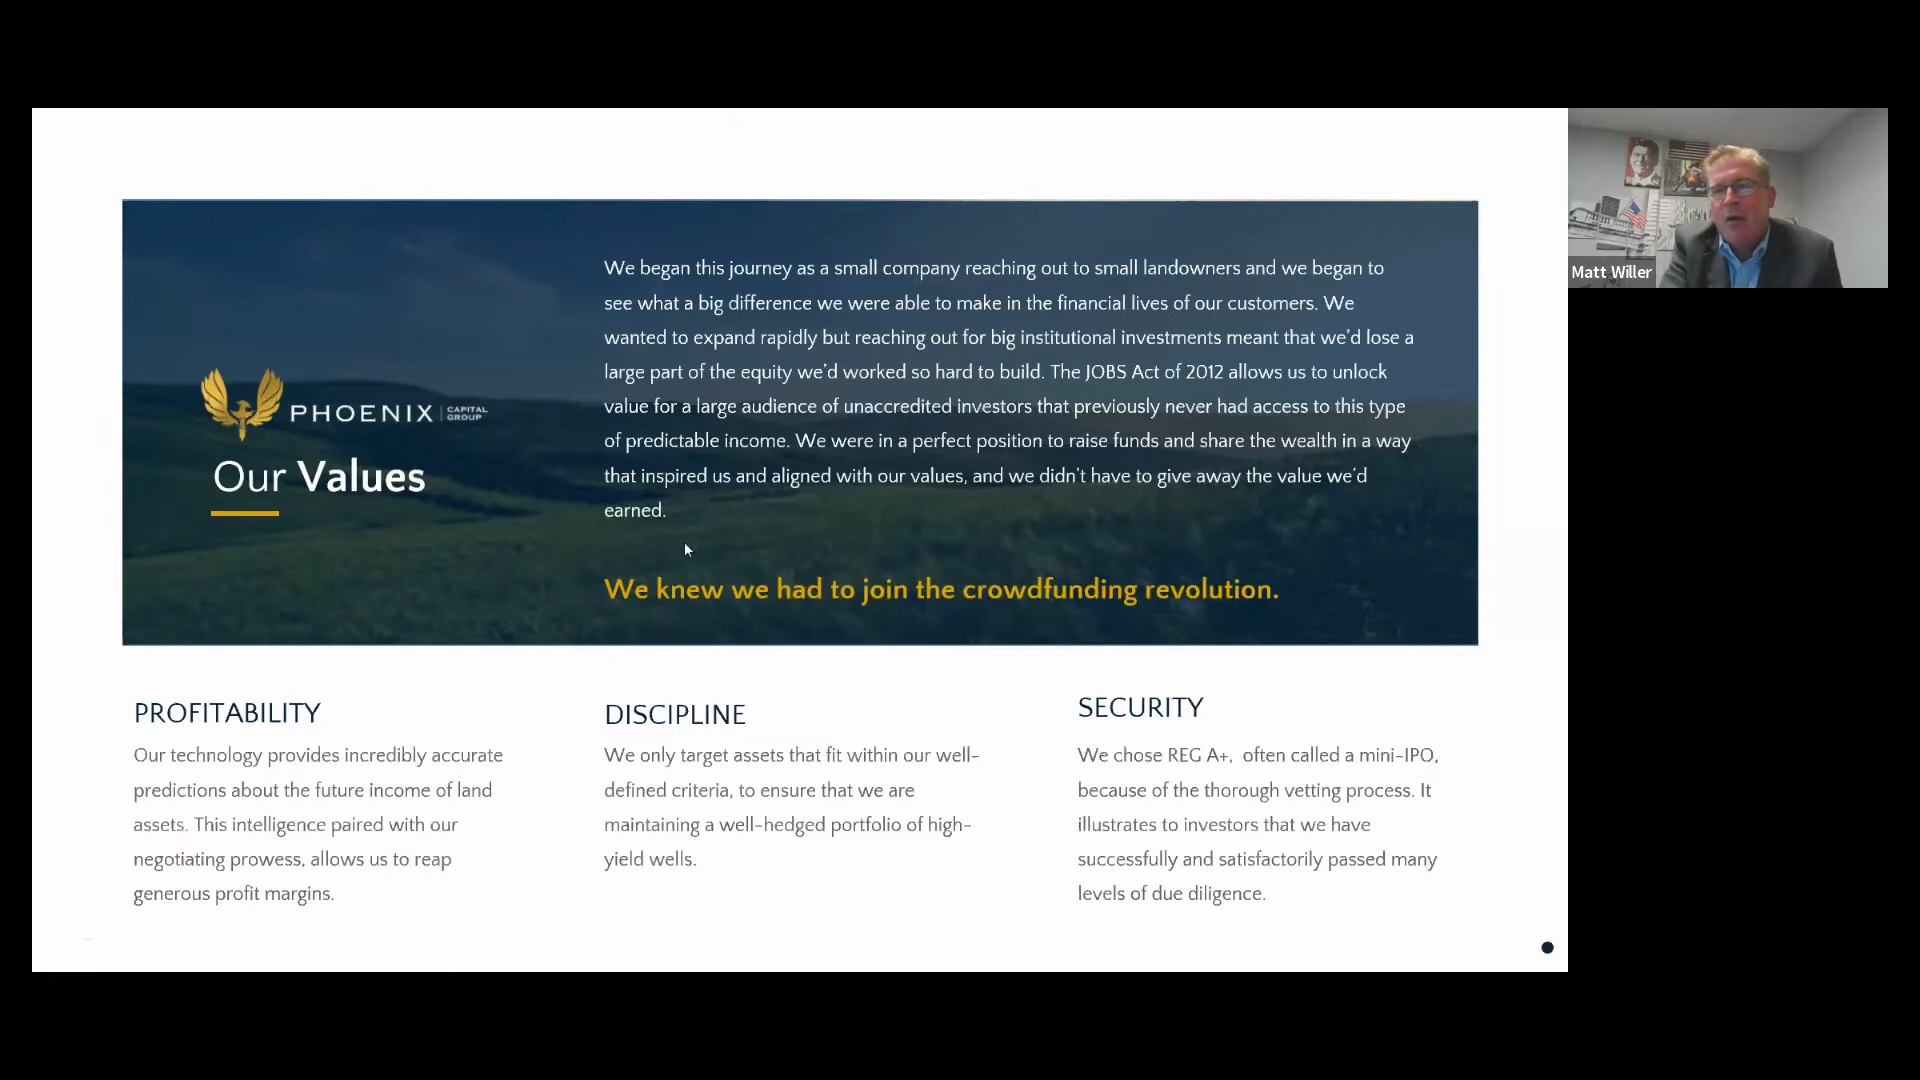 We began this journey as a small company reaching out to small landowners and we began to
see what a big difference we were able to make in the financial lives of our customers. We
wanted to expand rapidly but reaching out for big institutional investments meant that we'd lose a
large part of the equity we'd worked so hard to build. The JOBS Act of 2012 allows us to unlock
value for a large audience of unaccredited investors that previously never had access to this type
of predictable income. We were in a perfect position to raise funds and share the wealth in a way
that inspired us and aligned with our values, and we didn't have to give away the value we'd
earned.
We knew we had to join the crowdfunding revolution.
PHOENIX | CAPITAL GROUP
Our Values
PROFITABILITY
Our technology provides incredibly accurate
predictions about the future income of land
assets. This intelligence paired with our
negotiating prowess, allows us to reap
generous profit margins.
DISCIPLINE
We only target assets that fit within our well-
defined criteria, to ensure that we are
maintaining a well-hedged portfolio of high-
yield wells.
SECURITY
We chose REG A+, often called a mini-IPO,
because of the thorough vetting process. It
illustrates to investors that we have
successfully and satisfactorily passed many
levels of due diligence.
Matt Willer